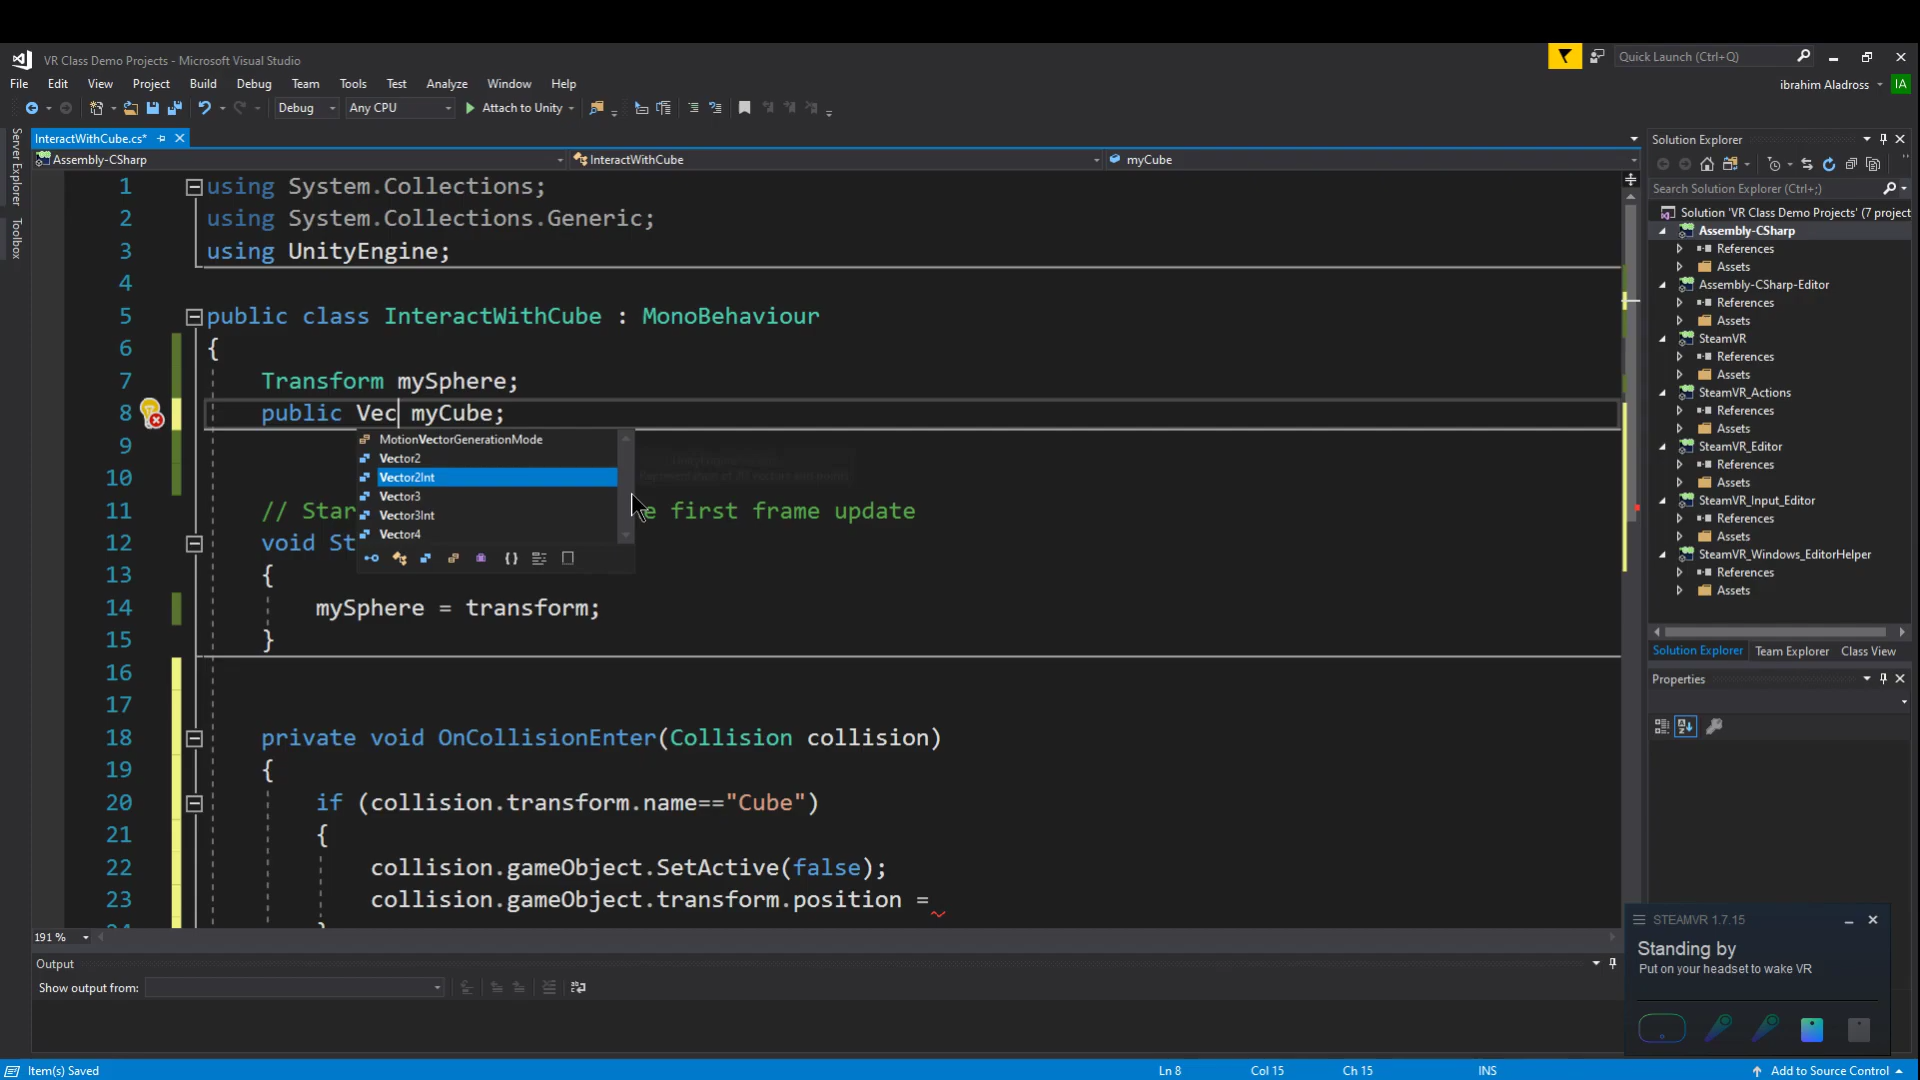 VR Class Demo Projects - Microsoft Visual Studio
Quick Launch (Ctrl+Q)
File Edit View Project Build Debug Team Tools Test Analyze Window Help
ibrahim Aladross IA
Debug Any CPU Attach to Unity
Server Explorer
Toolbox
InteractWithCube.cs*
Assembly-CSharp InteractWithCube myCube
1 using System.Collections;
2 using System.Collections.Generic;
3 using UnityEngine;
4
5 public class InteractWithCube : MonoBehaviour
6 {
7 Transform mySphere;
8 public Vec myCube;
9
10
MotionVectorGenerationMode
Vector2
Vector2Int
Vector3
Vector3Int
Vector4
11 // Star e first frame update
12 void St
13 {
14 mySphere = transform;
15 }
16
17
18 private void OnCollisionEnter(Collision collision)
19 {
20 if (collision.transform.name=="Cube")
21 {
22 collision.gameObject.SetActive(false);
23 collision.gameObject.transform.position =
191 %
Output
Show output from:
Item(s) Saved
Ln 8 Col 15 Ch 15 INS
Add to Source Control
Solution Explorer
Search Solution Explorer (Ctrl+;)
Solution 'VR Class Demo Projects' (7 project
Assembly-CSharp
References
Assets
Assembly-CSharp-Editor
References
Assets
SteamVR
References
Assets
SteamVR_Actions
References
Assets
SteamVR_Editor
References
Assets
SteamVR_Input_Editor
References
Assets
SteamVR_Windows_EditorHelper
References
Assets
Solution Explorer Team Explorer Class View
Properties
STEAMVR 1.7.15
Standing by
Put on your headset to wake VR